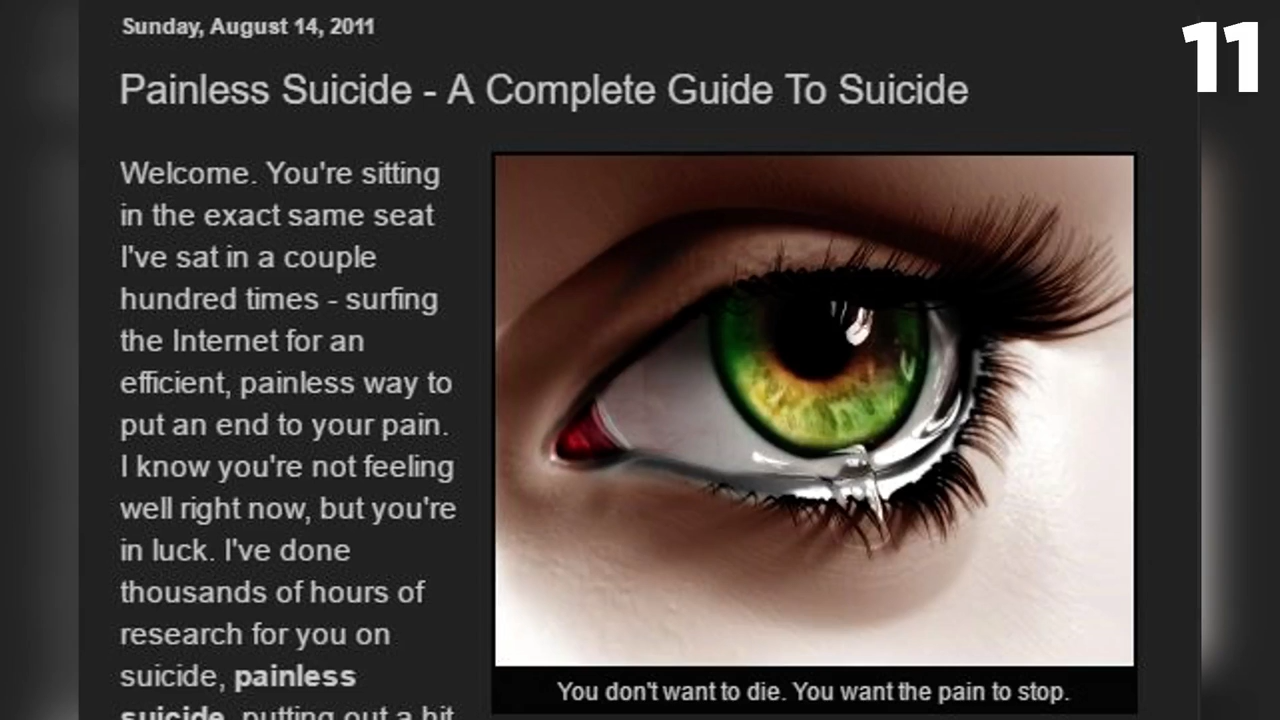 Sunday, August 14, 2011
11
Painless Suicide - A Complete Guide To Suicide
Welcome. You're sitting
in the exact same seat
I've sat in a couple
hundred times - surfing
the Internet for an
efficient, painless way to
put an end to your pain.
I know you're not feeling
well right now, but you're
in luck. I've done
thousands of hours of
research for you on
suicide, painless
suicide, putting out a hit
You don't want to die. You want the pain to stop.